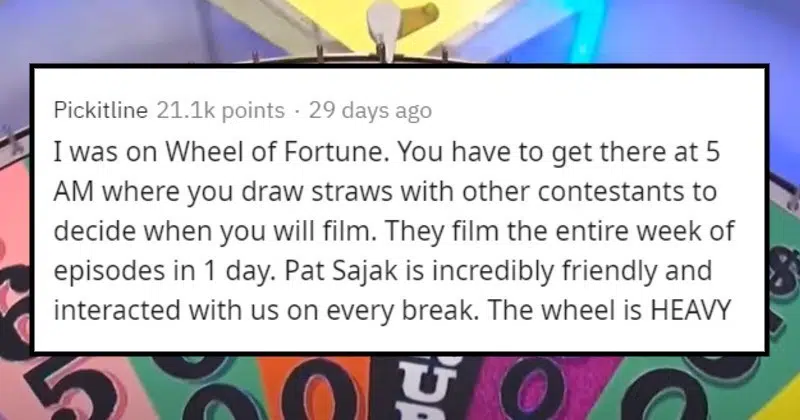 Pickitline 21.1k points · 29 days ago
I was on Wheel of Fortune. You have to get there at 5
AM where you draw straws with other contestants to
decide when you will film. They film the entire week of
episodes in 1 day. Pat Sajak is incredibly friendly and
interacted with us on every break. The wheel is HEAVY